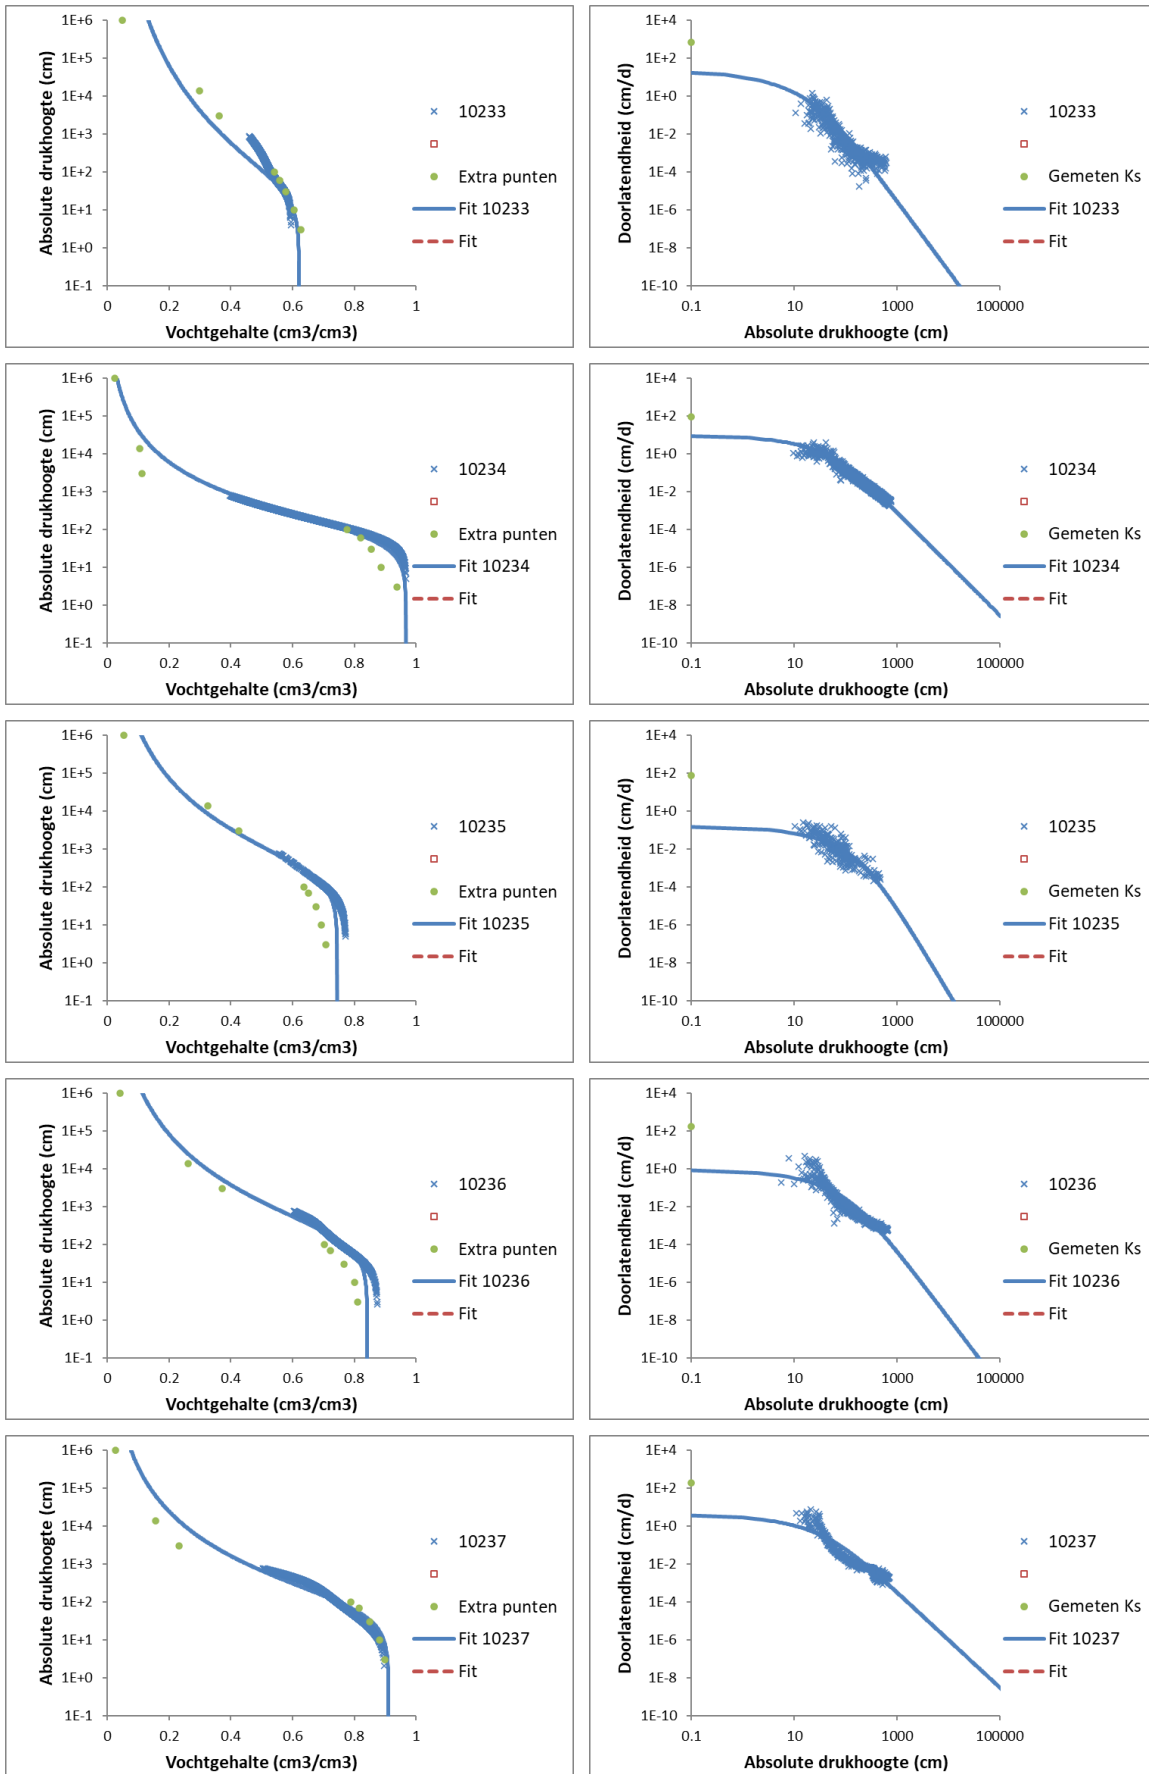 Absolute drukhoogte (cm)
1E+6
1E+5
1E+4
1E+3
1E+2
1E+1
1E+0
1E-1
0 0.2 0.4 0.6 0.8 1
Vochtgehalte (cm3/cm3)
10233
Extra punten
Fit 10233
Fit
Doorlatendheid (cm/d)
1E+4
1E+2
1E+0
1E-2
1E-4
1E-6
1E-8
1E-10
0.1 10 1000 100000
Absolute drukhoogte (cm)
10233
Gemeten Ks
Fit 10233
Fit
Absolute drukhoogte (cm)
1E+6
1E+5
1E+4
1E+3
1E+2
1E+1
1E+0
1E-1
0 0.2 0.4 0.6 0.8 1
Vochtgehalte (cm3/cm3)
10234
Extra punten
Fit 10234
Fit
Doorlatendheid (cm/d)
1E+4
1E+2
1E+0
1E-2
1E-4
1E-6
1E-8
1E-10
0.1 10 1000 100000
Absolute drukhoogte (cm)
10234
Gemeten Ks
Fit 10234
Fit
Absolute drukhoogte (cm)
1E+6
1E+5
1E+4
1E+3
1E+2
1E+1
1E+0
1E-1
0 0.2 0.4 0.6 0.8 1
Vochtgehalte (cm3/cm3)
10235
Extra punten
Fit 10235
Fit
Doorlatendheid (cm/d)
1E+4
1E+2
1E+0
1E-2
1E-4
1E-6
1E-8
1E-10
0.1 10 1000 100000
Absolute drukhoogte (cm)
10235
Gemeten Ks
Fit 10235
Fit
Absolute drukhoogte (cm)
1E+6
1E+5
1E+4
1E+3
1E+2
1E+1
1E+0
1E-1
0 0.2 0.4 0.6 0.8 1
Vochtgehalte (cm3/cm3)
10236
Extra punten
Fit 10236
Fit
Doorlatendheid (cm/d)
1E+4
1E+2
1E+0
1E-2
1E-4
1E-6
1E-8
1E-10
0.1 10 1000 100000
Absolute drukhoogte (cm)
10236
Gemeten Ks
Fit 10236
Fit
Absolute drukhoogte (cm)
1E+6
1E+5
1E+4
1E+3
1E+2
1E+1
1E+0
1E-1
0 0.2 0.4 0.6 0.8 1
Vochtgehalte (cm3/cm3)
10237
Extra punten
Fit 10237
Fit
Doorlatendheid (cm/d)
1E+4
1E+2
1E+0
1E-2
1E-4
1E-6
1E-8
1E-10
0.1 10 1000 100000
Absolute drukhoogte (cm)
10237
Gemeten Ks
Fit 10237
Fit